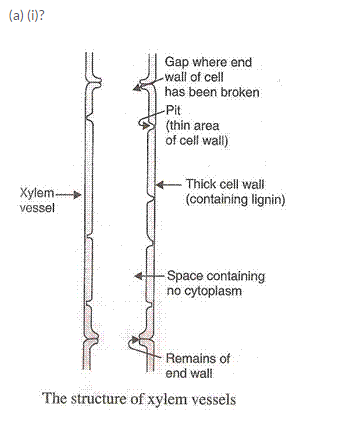 (a) (i)?
Gap where end
wall of cell
has been broken
Pit
(thin area
of cell wall)
Xylem
vessel
Thick cell wall
(containing lignin)
Space containing
no cytoplasm
Remains of
end wall
The structure of xylem vessels